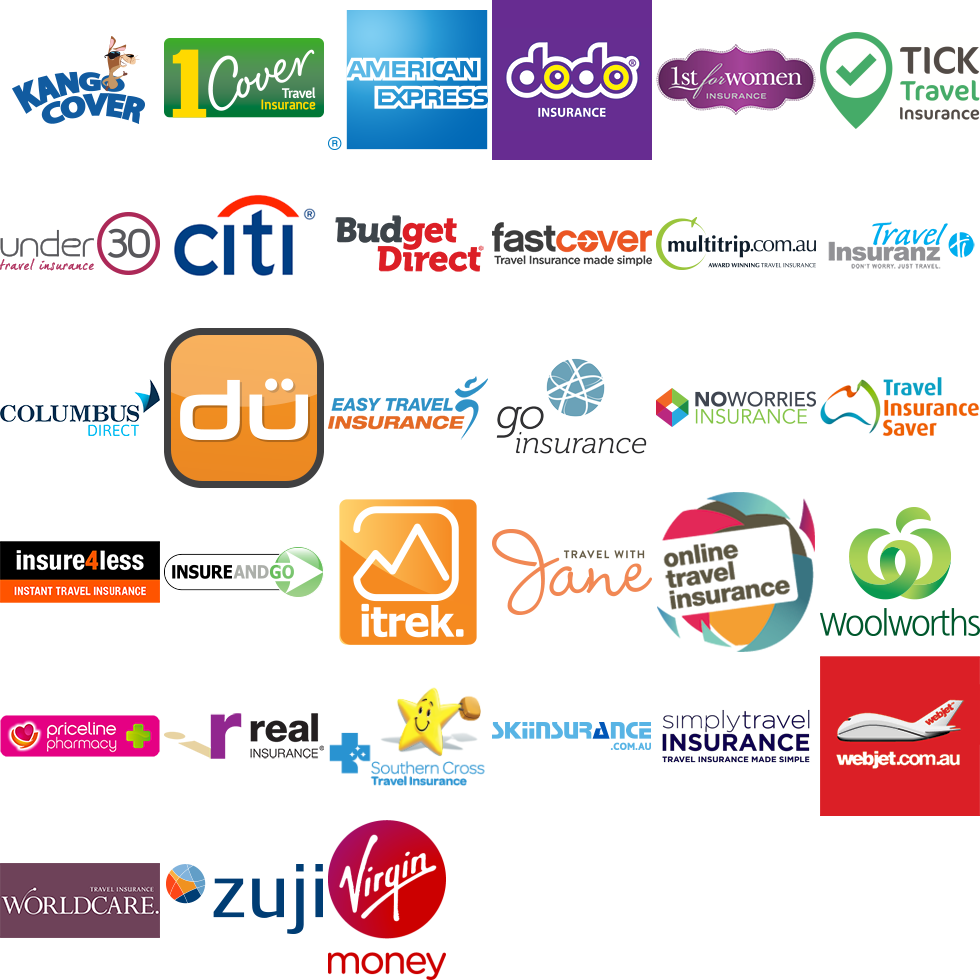 KANGO
COVER
1Cover
Travel
Insurance
AMERICAN
EXPRESS
®
dodo®
INSURANCE
1st for women
INSURANCE
TICK
Travel
Insurance
under 30
travel insurance
citi®
Budget
Direct®
fastcover
Travel Insurance made simple
multitrip.com.au
AWARD WINNING TRAVEL INSURANCE
Travel
Insuranz
DON'T WORRY. JUST TRAVEL.
COLUMBUS
DIRECT
dü
EASY TRAVEL
INSURANCE
go
insurance
NOWORRIES
INSURANCE
Travel
Insurance
Saver
insure4less
INSTANT TRAVEL INSURANCE
INSUREANDGO
itrek.
TRAVEL WITH
Jane
online
travel
insurance
Woolworths
priceline
pharmacy
r real
INSURANCE®
Southern Cross
Travel Insurance
SKIINSURANCE
.COM.AU
simplytravel
INSURANCE
TRAVEL INSURANCE MADE SIMPLE
webjet
webjet.com.au
TRAVEL INSURANCE
WORLDCARE.
zuji
Virgin
money